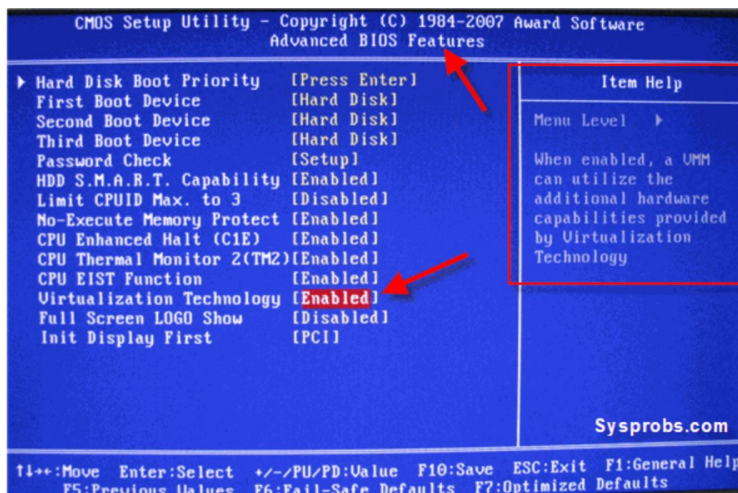 CMOS Setup Utility - Copyright (C) 1984-2007 Award Software
Advanced BIOS Features
Hard Disk Boot Priority [Press Enter]
First Boot Device [Hard Disk]
Second Boot Device [Hard Disk]
Third Boot Device [Hard Disk]
Password Check [Setup]
HDD S.M.A.R.T. Capability [Enabled]
Limit CPUID Max. to 3 [Disabled]
No-Execute Memory Protect [Enabled]
CPU Enhanced Halt (C1E) [Enabled]
CPU Thermal Monitor 2(TM2) [Enabled]
CPU EIST Function [Enabled]
Virtualization Technology [Enabled]
Full Screen LOGO Show [Disabled]
Init Display First [PCI]
Item Help
Menu Level
When enabled, a VMM
can utilize the
additional hardware
capabilities provided
by Virtualization
Technology
Sysprobs.com
↑↓→←:Move Enter:Select +/-/PU/PD:Value F10:Save ESC:Exit F1:General Help
F5:Previous Values F6:Fail-Safe Defaults F7:Optimized Defaults